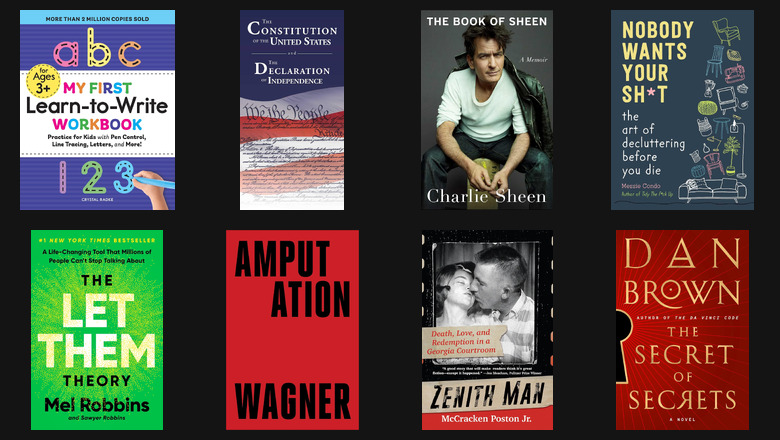 MORE THAN 2 MILLION COPIES SOLD
abc
for
Ages
3+
MY FIRST
Learn-to-Write
WORKBOOK
Practice for Kids with Pen Control,
Line Tracing, Letters, and More!
123
CRYSTAL RADKE
THE
CONSTITUTION
OF THE UNITED STATES
and
THE
DECLARATION
OF INDEPENDENCE
We the People
THE BOOK OF SHEEN
A Memoir
Charlie Sheen
NOBODY
WANTS
YOUR
SH*T
the
art of
decluttering
before
you die
Messie Condo
Author of Tidy The F*ck Up
#1 NEW YORK TIMES BESTSELLER
A Life-Changing Tool That Millions of
People Can't Stop Talking About
THE
LET
THEM
THEORY
Mel Robbins
and Sawyer Robbins
AMPUT
ATION
WAGNER
Death, Love, and
Redemption in a
Georgia Courtroom
ZENITH MAN
McCracken Poston Jr.
DAN
BROWN
AUTHOR OF THE DA VINCI CODE
THE
SECRET
OF
SECRETS
A NOVEL